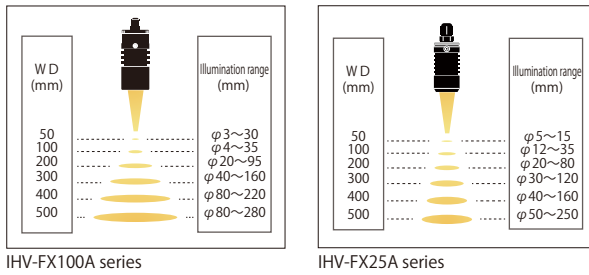 W D
(mm)
Illumination range
(mm)
50 φ3～30
100 φ4～35
200 φ20～95
300 φ40～160
400 φ80～220
500 φ80～280
IHV-FX100A series
W D
(mm)
Illumination range
(mm)
50 φ5～15
100 φ12～35
200 φ20～80
300 φ30～120
400 φ40～160
500 φ50～250
IHV-FX25A series